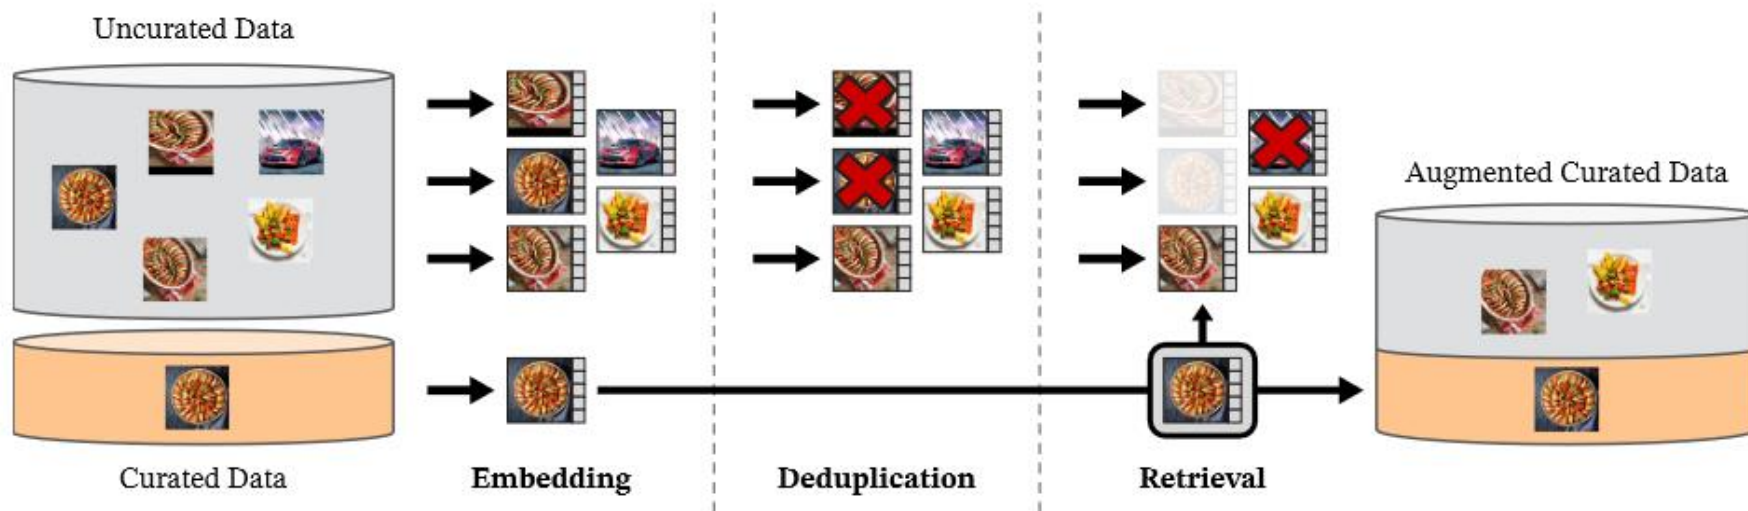 Uncurated Data
Augmented Curated Data
Curated Data
Embedding
Deduplication
Retrieval